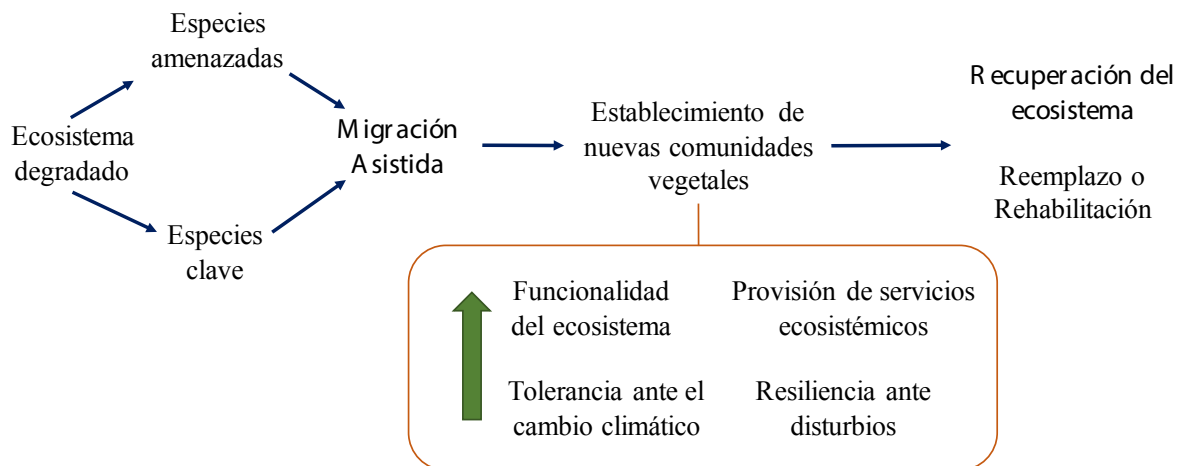 Especies
amenazadas
Ecosistema
degradado
Especies
clave
Migración
Asistida
Establecimiento de
nuevas comunidades
vegetales
Recuperación del
ecosistema
Reemplazo o
Rehabilitación
Funcionalidad
del ecosistema
Provisión de servicios
ecosistémicos
Tolerancia ante el
cambio climático
Resiliencia ante
disturbios